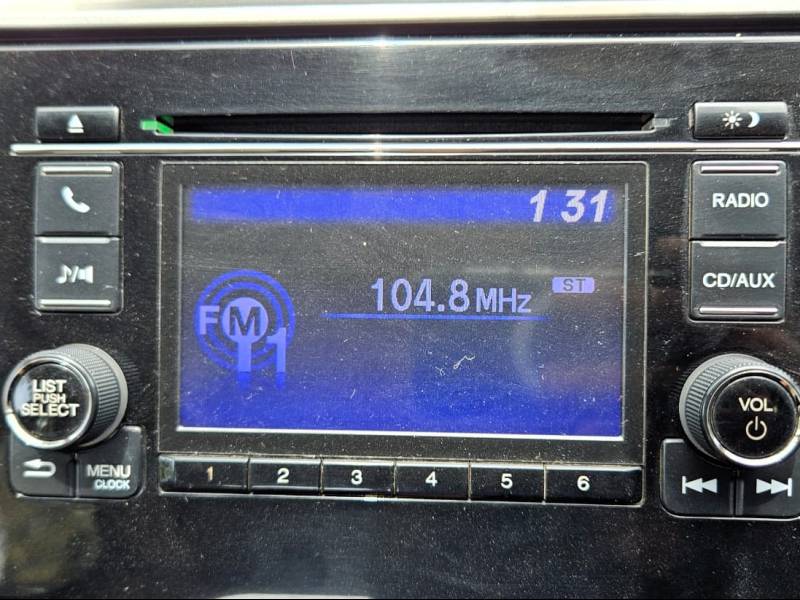 1 31
RADIO
CD/AUX
FM 1
104.8 MHz
ST
LIST
PUSH
SELECT
VOL
MENU
CLOCK
1 2 3 4 5 6